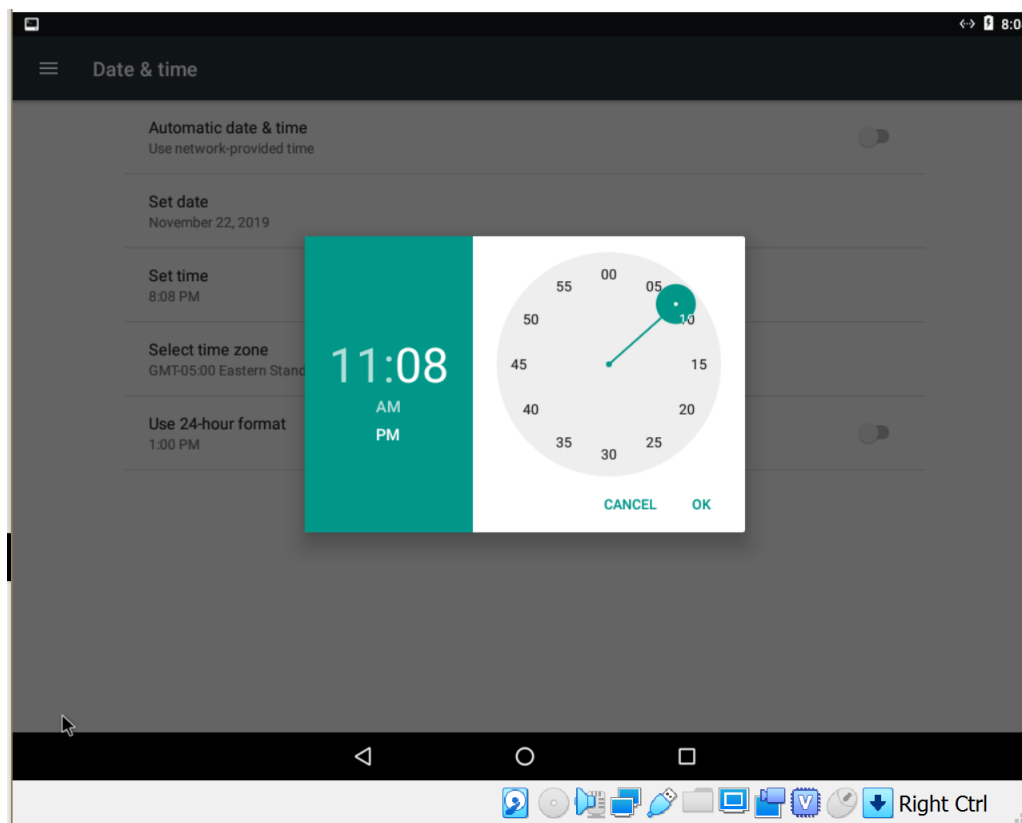 8:0
Date & time
Automatic date & time
Use network-provided time
Set date
November 22, 2019
Set time
8:08 PM
Select time zone
GMT-05:00 Eastern Stand
Use 24-hour format
1:00 PM
11:08
AM
PM
00
05
10
15
20
25
30
35
40
45
50
55
CANCEL
OK
V
Right Ctrl